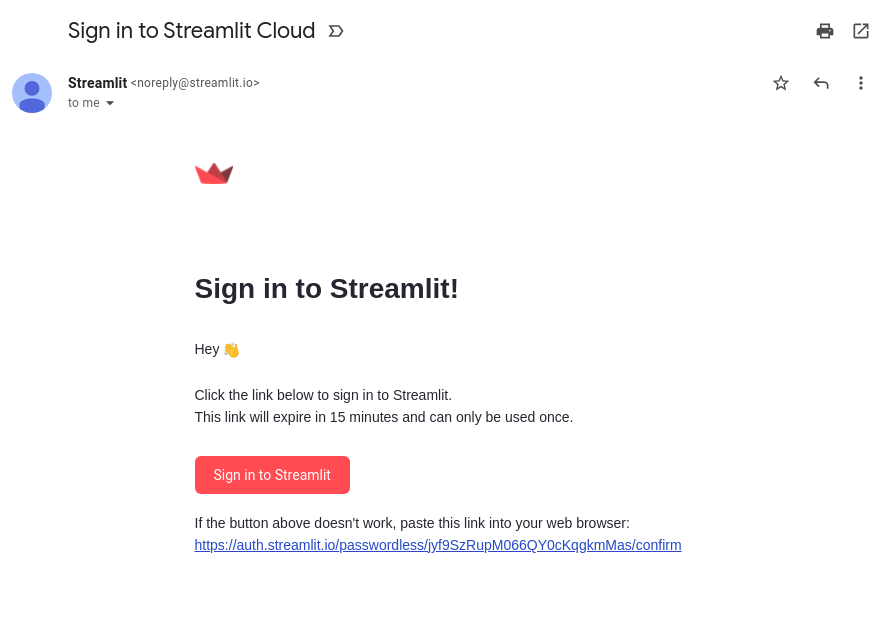 Sign in to Streamlit Cloud
Streamlit <noreply@streamlit.io>
to me
Sign in to Streamlit!
Hey 👋
Click the link below to sign in to Streamlit.
This link will expire in 15 minutes and can only be used once.
Sign in to Streamlit
If the button above doesn't work, paste this link into your web browser:
https://auth.streamlit.io/passwordless/jyf9SzRupM066QY0cKqgkmMas/confirm